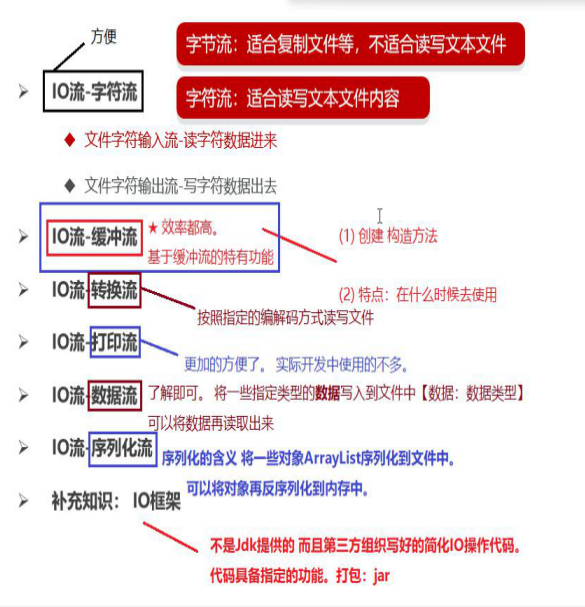 方便
字节流：适合复制文件等，不适合读写文本文件
IO流-字符流
字符流：适合读写文本文件内容
文件字符输入流-读字符数据进来
文件字符输出流-写字符数据出去
IO流-缓冲流
★ 效率都高。
基于缓冲流的特有功能
(1) 创建 构造方法
(2) 特点：在什么时候去使用
IO流-转换流
按照指定的编解码方式读写文件
IO流-打印流
更加的方便了。 实际开发中使用的不多。
IO流-数据流
了解即可。 将一些指定类型的数据写入到文件中【数据：数据类型】
可以将数据再读取出来
IO流-序列化流
序列化的含义 将一些对象ArrayList序列化到文件中。
可以将对象再反序列化到内存中。
补充知识： IO框架
不是Jdk提供的 而且第三方组织写好的简化IO操作代码。
代码具备指定的功能。打包：jar